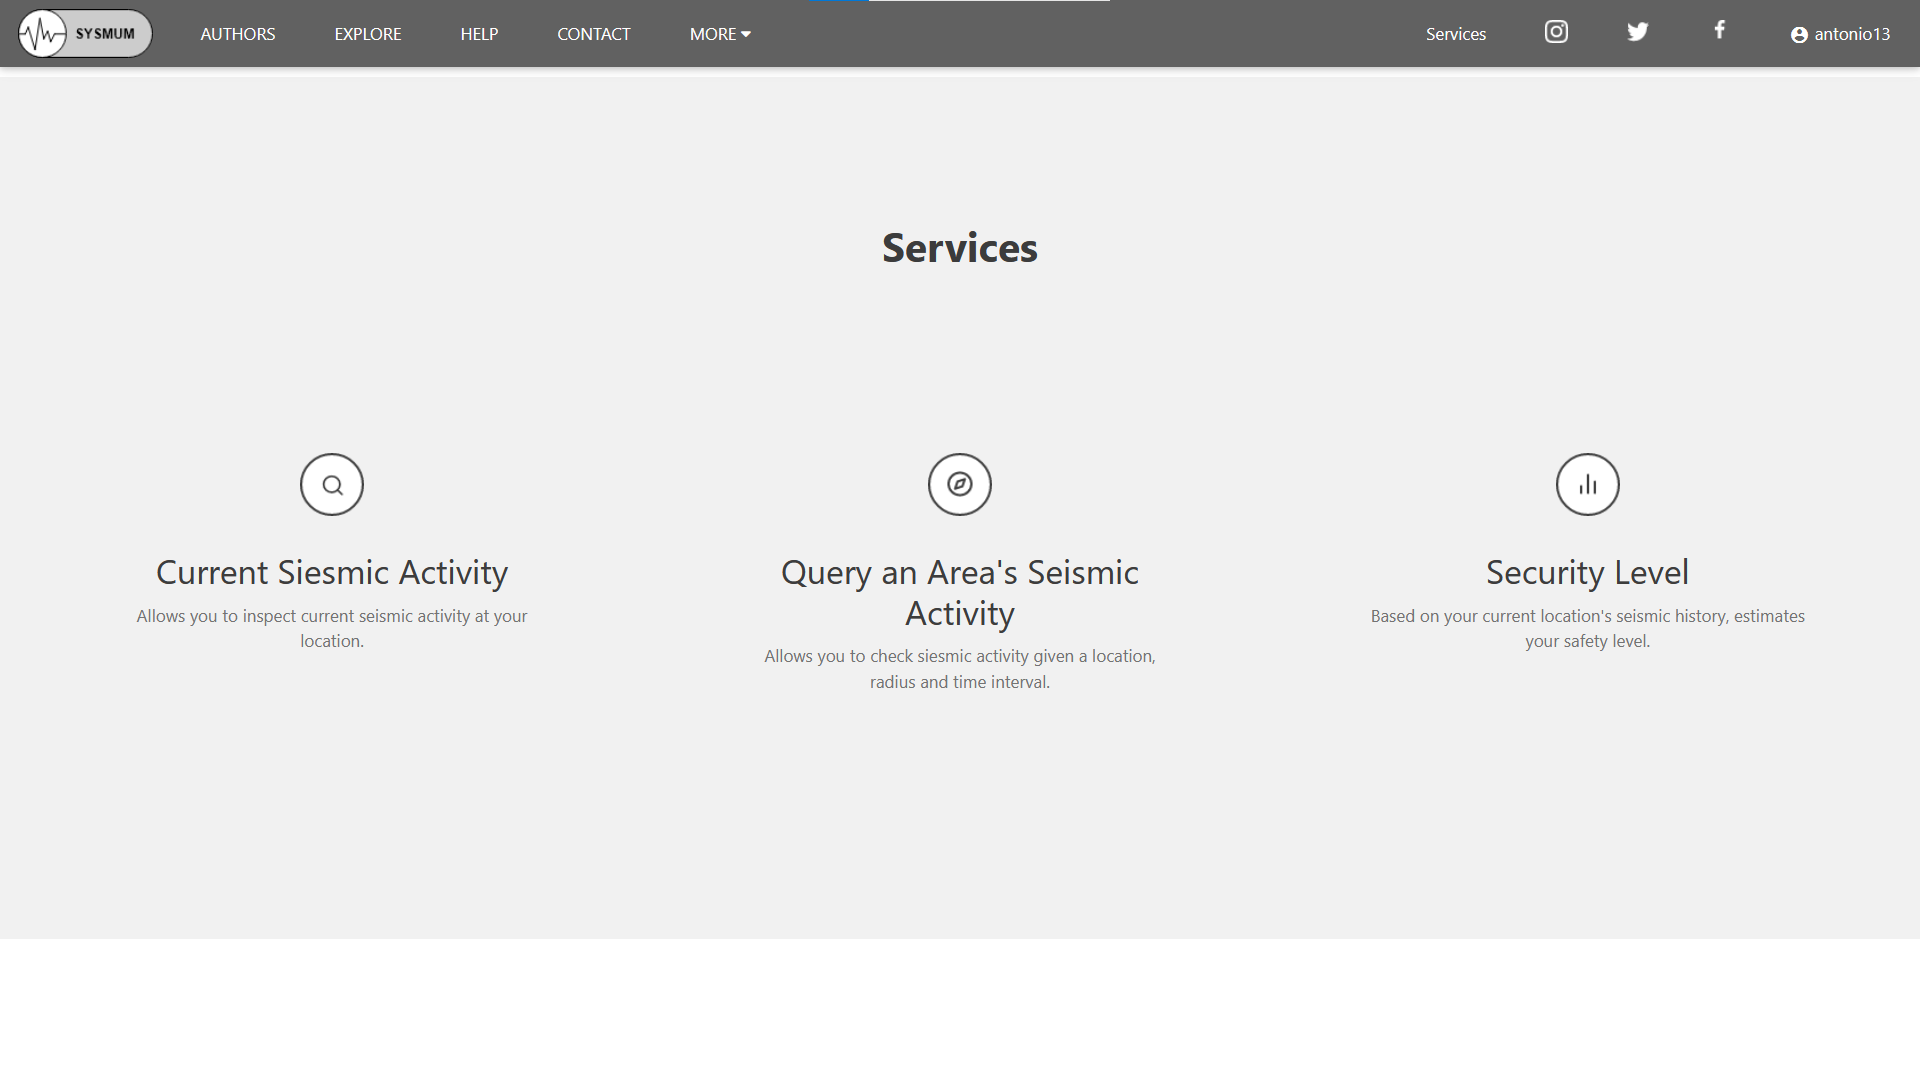 SYSMUM
AUTHORS
EXPLORE
HELP
CONTACT
MORE
Services
antonio13
Services
Current Siesmic Activity
Allows you to inspect current seismic activity at your
location.
Query an Area's Seismic
Activity
Allows you to check siesmic activity given a location,
radius and time interval.
Security Level
Based on your current location's seismic history, estimates
your safety level.